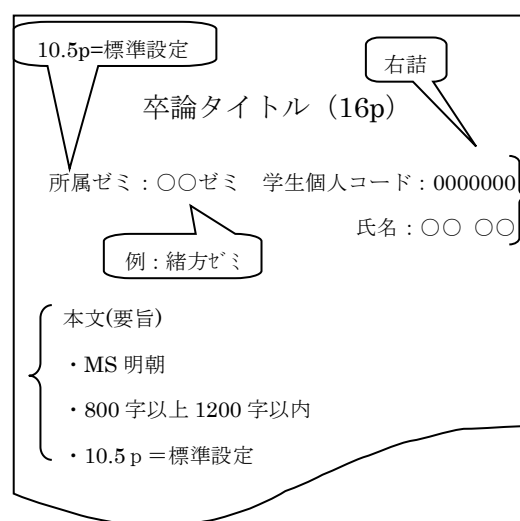 10.5p=標準設定
右詰
卒論タイトル（16p）
所属ゼミ：○○ゼミ 学生個人コード：0000000
氏名：○○ ○○
例：緒方ｾﾞﾐ
本文(要旨)
・MS 明朝
・800 字以上 1200 字以内
・10.5ｐ＝標準設定